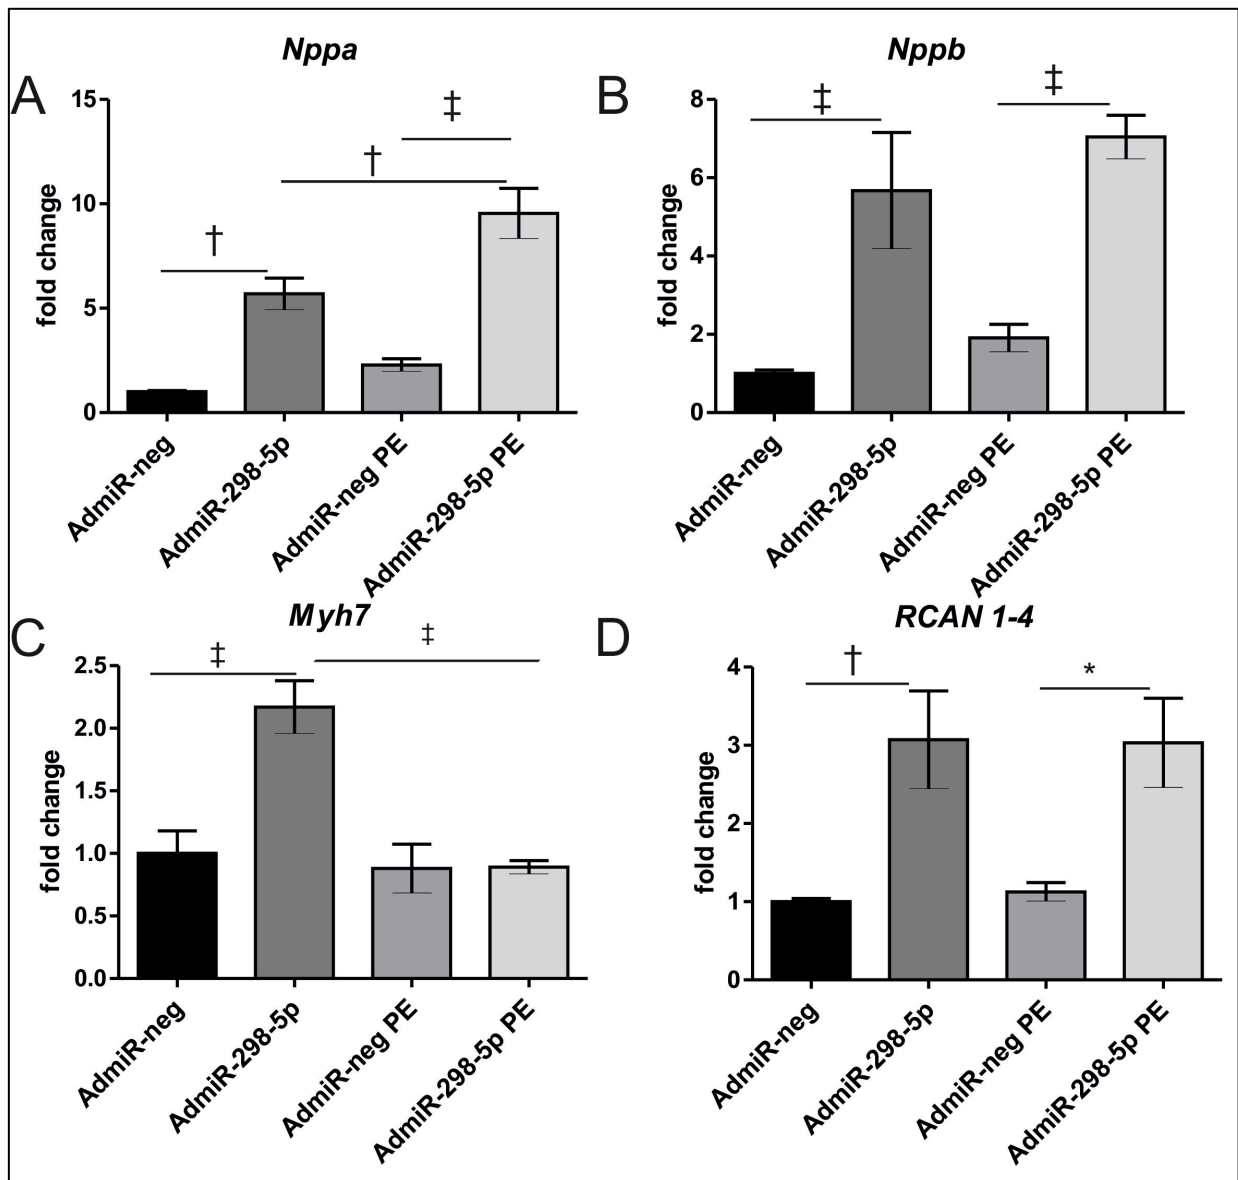 A
Nppa
‡
†
†
fold change
15
10
5
0
AdmiR-neg
AdmiR-298-5p
AdmiR-neg PE
AdmiR-298-5p PE
B
Nppb
‡
‡
fold change
8
6
4
2
0
AdmiR-neg
AdmiR-298-5p
AdmiR-neg PE
AdmiR-298-5p PE
C
Myh7
‡
‡
fold change
2.5
2.0
1.5
1.0
0.5
0.0
AdmiR-neg
AdmiR-298-5p
AdmiR-neg PE
AdmiR-298-5p PE
D
RCAN 1-4
†
*
fold change
4
3
2
1
0
AdmiR-neg
AdmiR-298-5p
AdmiR-neg PE
AdmiR-298-5p PE